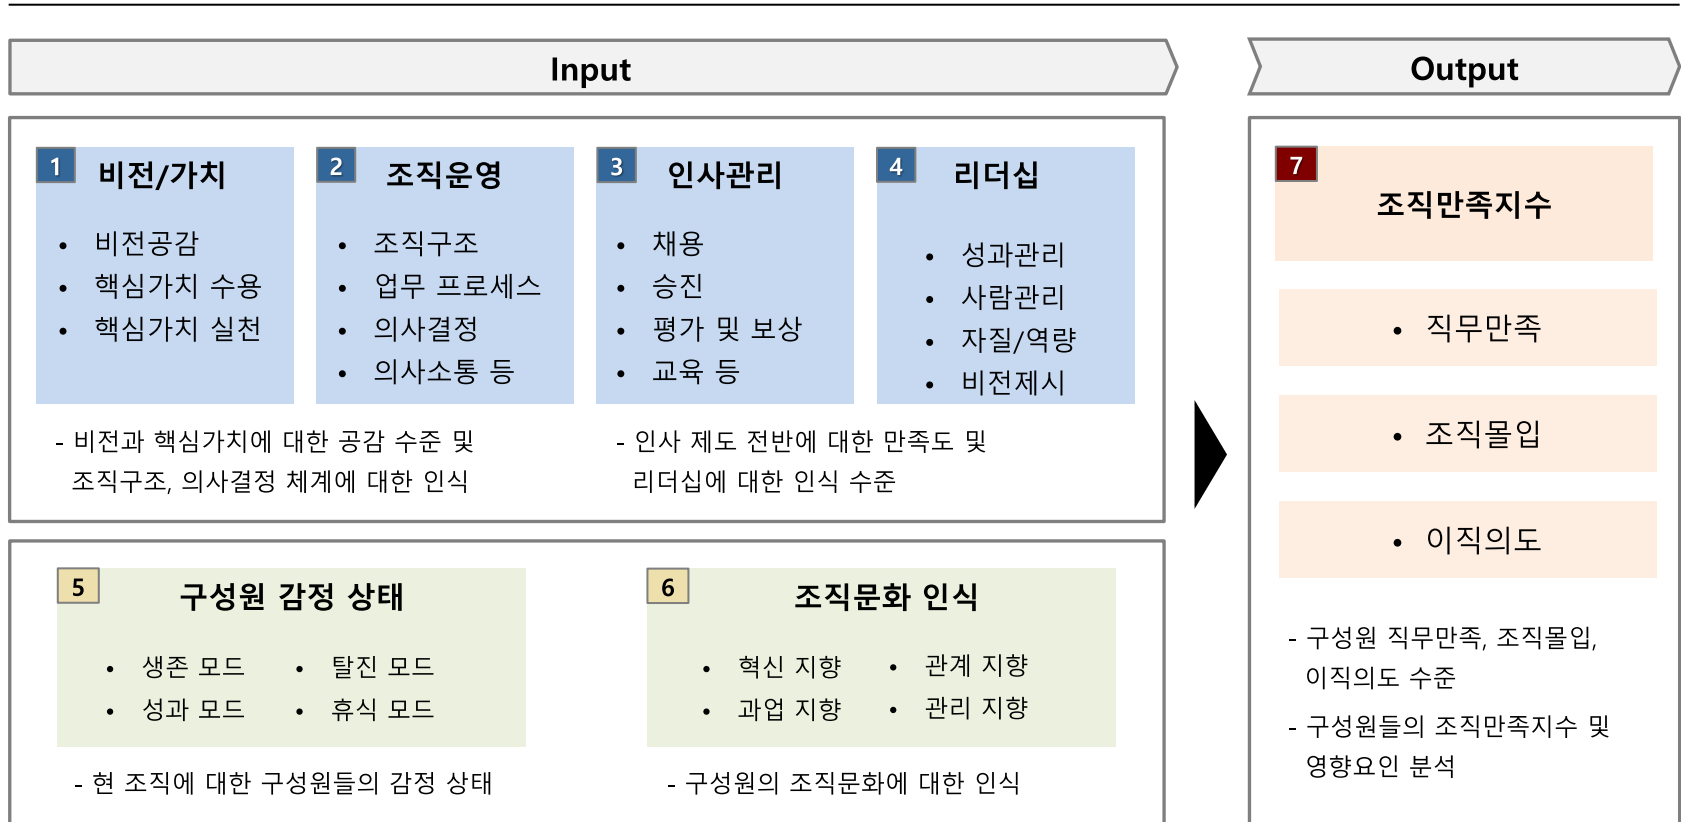 Input
Output
1 비전/가치
• 비전공감
• 핵심가치 수용
• 핵심가치 실천
2 조직운영
• 조직구조
• 업무 프로세스
• 의사결정
• 의사소통 등
3 인사관리
• 채용
• 승진
• 평가 및 보상
• 교육 등
4 리더십
• 성과관리
• 사람관리
• 자질/역량
• 비전제시
- 비전과 핵심가치에 대한 공감 수준 및
조직구조, 의사결정 체계에 대한 인식
- 인사 제도 전반에 대한 만족도 및
리더십에 대한 인식 수준
5 구성원 감정 상태
• 생존 모드 • 탈진 모드
• 성과 모드 • 휴식 모드
- 현 조직에 대한 구성원들의 감정 상태
6 조직문화 인식
• 혁신 지향 • 관계 지향
• 과업 지향 • 관리 지향
- 구성원의 조직문화에 대한 인식
7
조직만족지수
• 직무만족
• 조직몰입
• 이직의도
- 구성원 직무만족, 조직몰입,
이직의도 수준
- 구성원들의 조직만족지수 및
영향요인 분석